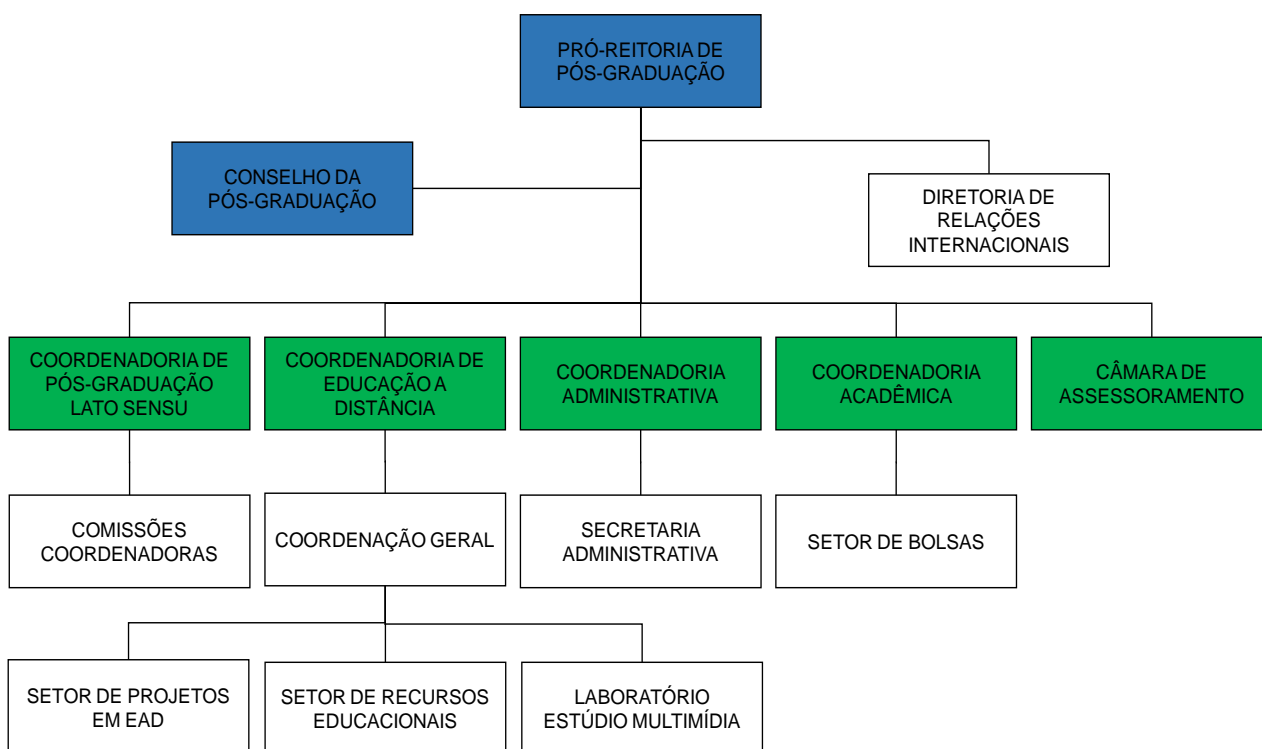 PRÓ-REITORIA DE
PÓS-GRADUAÇÃO
CONSELHO DA
PÓS-GRADUAÇÃO
DIRETORIA DE
RELAÇÕES
INTERNACIONAIS
COORDENADORIA DE
PÓS-GRADUAÇÃO
LATO SENSU
COORDENADORIA DE
EDUCAÇÃO A
DISTÂNCIA
COORDENADORIA
ADMINISTRATIVA
COORDENADORIA
ACADÊMICA
CÂMARA DE
ASSESSORAMENTO
COMISSÕES
COORDENADORAS
COORDENAÇÃO GERAL
SECRETARIA
ADMINISTRATIVA
SETOR DE BOLSAS
SETOR DE PROJETOS
EM EAD
SETOR DE RECURSOS
EDUCACIONAIS
LABORATÓRIO
ESTÚDIO MULTIMÍDIA